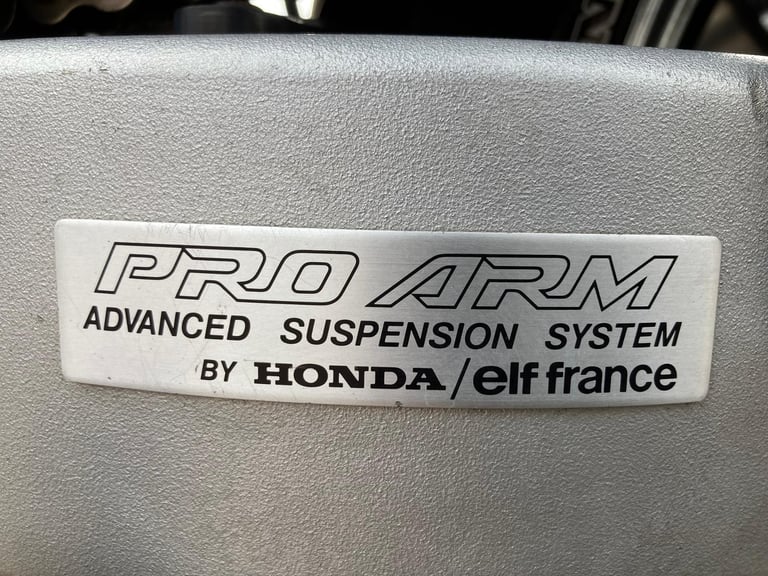 PRO ARM
ADVANCED SUSPENSION SYSTEM
BY HONDA/elf france